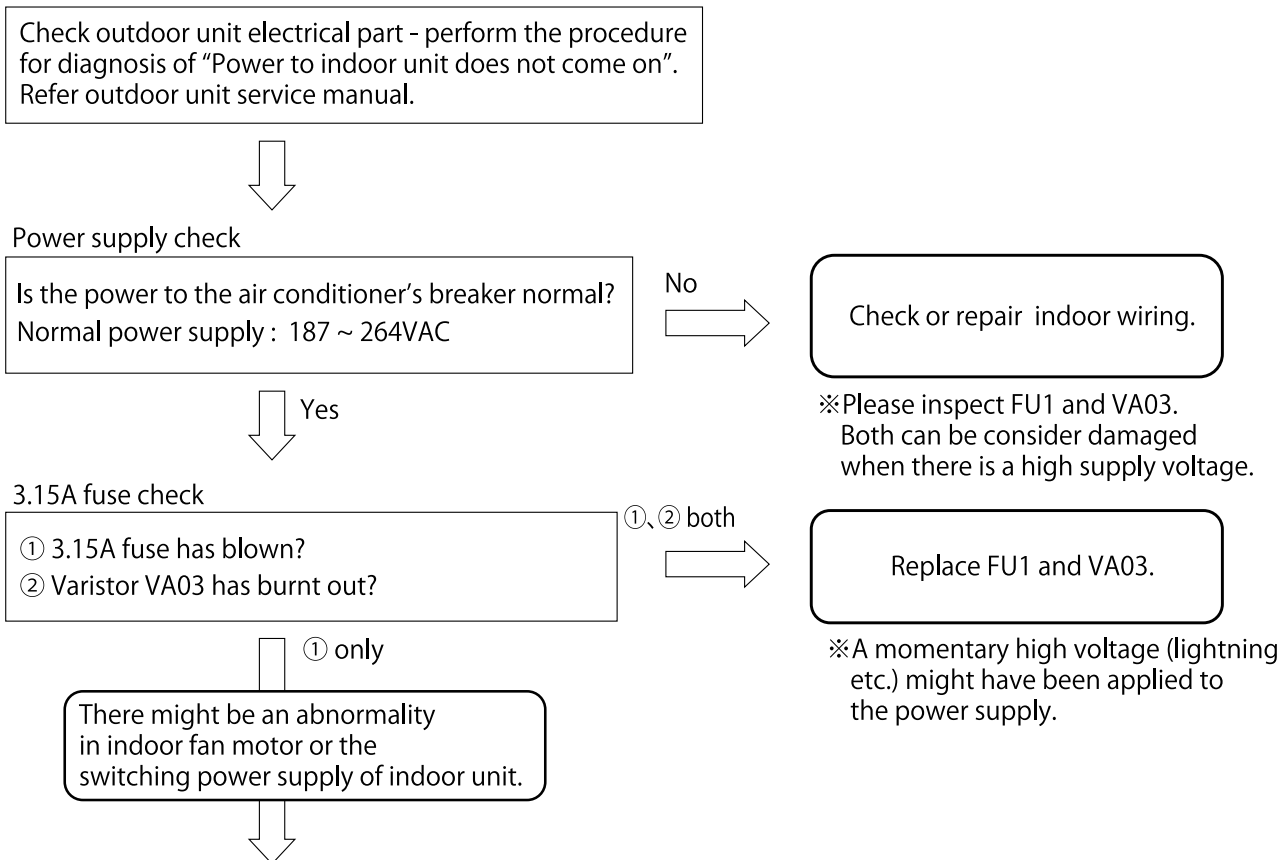 Check outdoor unit electrical part - perform the procedure
for diagnosis of “Power to indoor unit does not come on”.
Refer outdoor unit service manual.
Power supply check
Is the power to the air conditioner’s breaker normal?
Normal power supply : 187 ~ 264VAC
No
Check or repair indoor wiring.
※Please inspect FU1 and VA03.
Both can be consider damaged
when there is a high supply voltage.
Yes
3.15A fuse check
① 3.15A fuse has blown?
② Varistor VA03 has burnt out?
①、② both
Replace FU1 and VA03.
※A momentary high voltage (lightning
etc.) might have been applied to
the power supply.
① only
There might be an abnormality
in indoor fan motor or the
switching power supply of indoor unit.